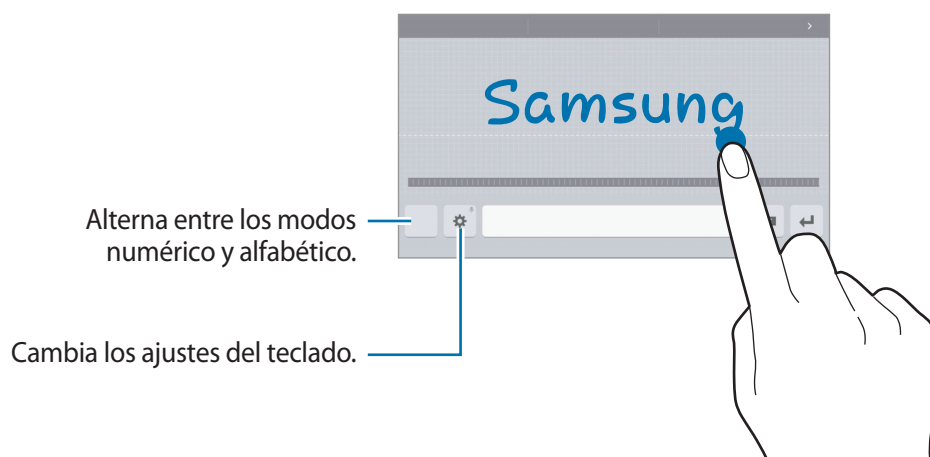 Samsung
Alterna entre los modos
numérico y alfabético.
Cambia los ajustes del teclado.